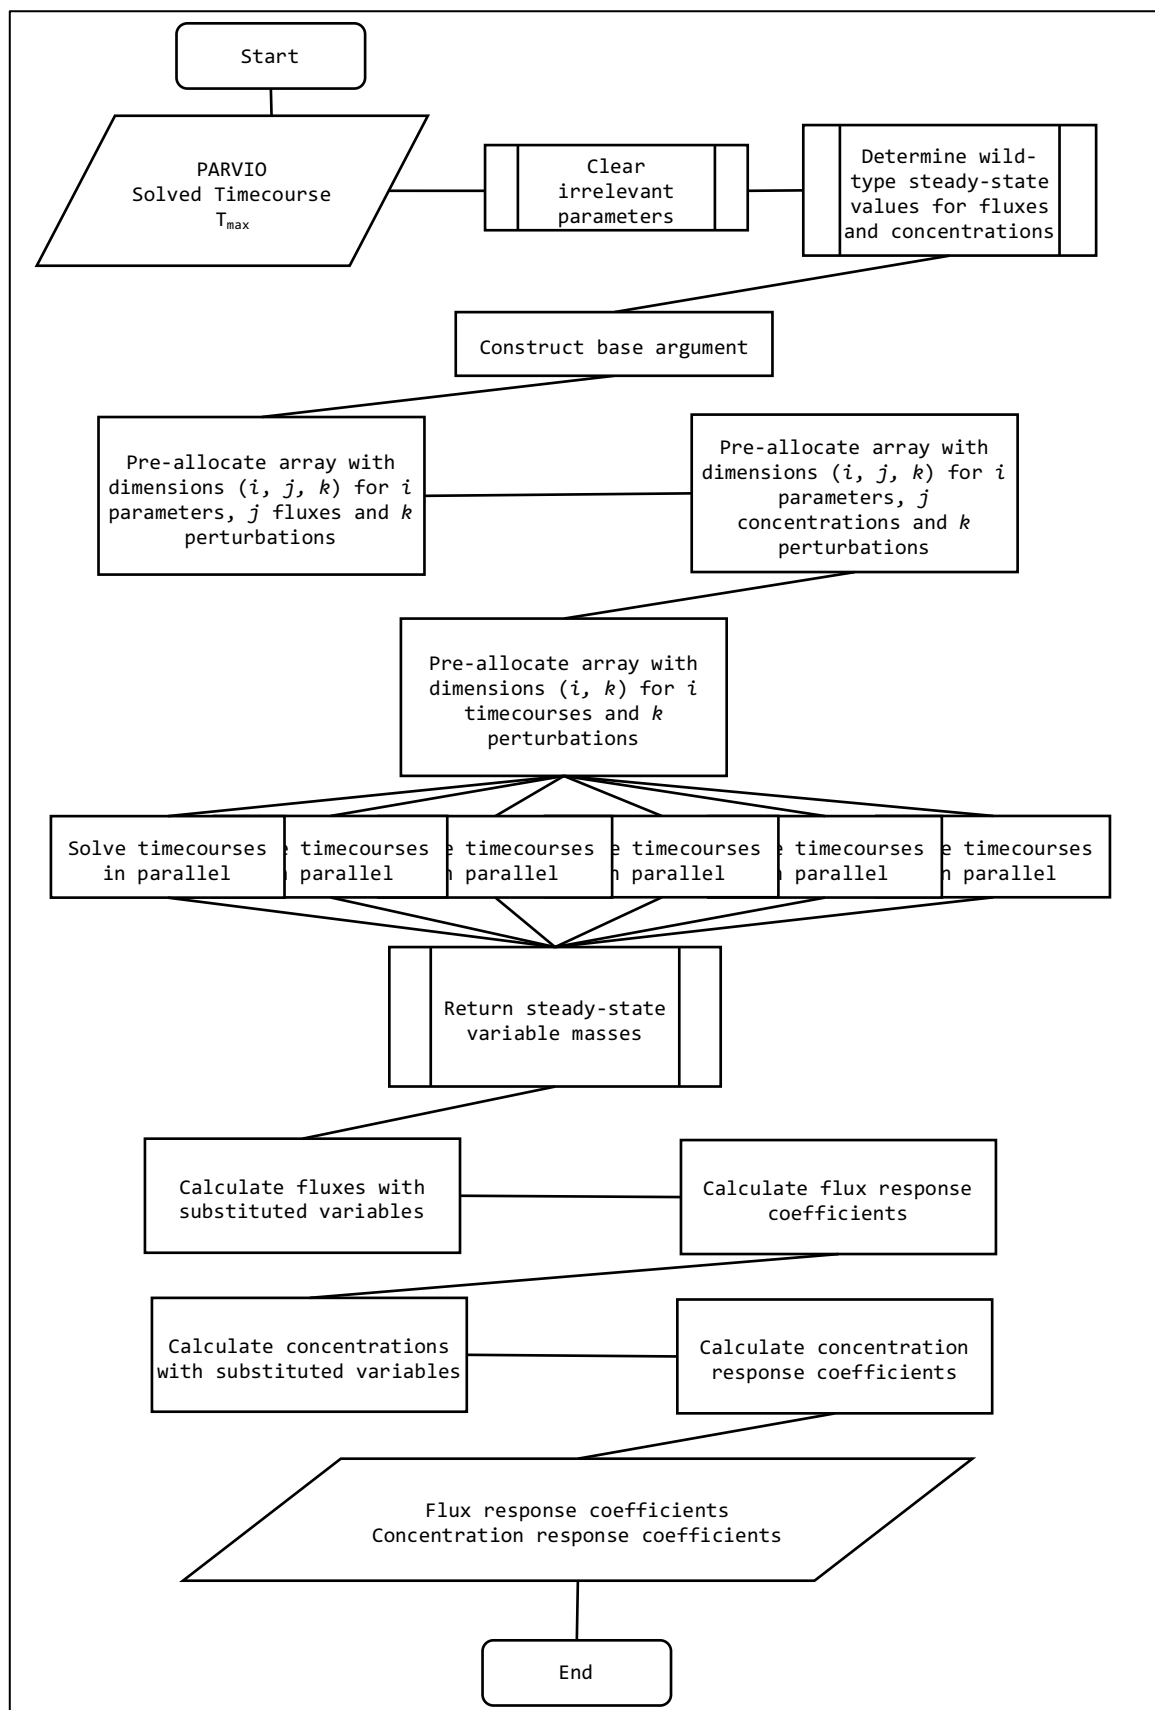 Start
PARVIO
Solved Timecourse
Tmax
Clear
irrelevant
parameters
Determine wild-
type steady-state
values for fluxes
and concentrations
Construct base argument
Pre-allocate array with
dimensions (i, j, k) for i
parameters, j fluxes and k
perturbations
Pre-allocate array with
dimensions (i, j, k) for i
parameters, j
concentrations and k
perturbations
Pre-allocate array with
dimensions (i, k) for i
timecourses and k
perturbations
Solve timecourses
in parallel
timecourses
parallel
timecourses
parallel
timecourses
parallel
timecourses
parallel
timecourses
parallel
Return steady-state
variable masses
Calculate fluxes with
substituted variables
Calculate flux response
coefficients
Calculate concentrations
with substituted variables
Calculate concentration
response coefficients
Flux response coefficients
Concentration response coefficients
End